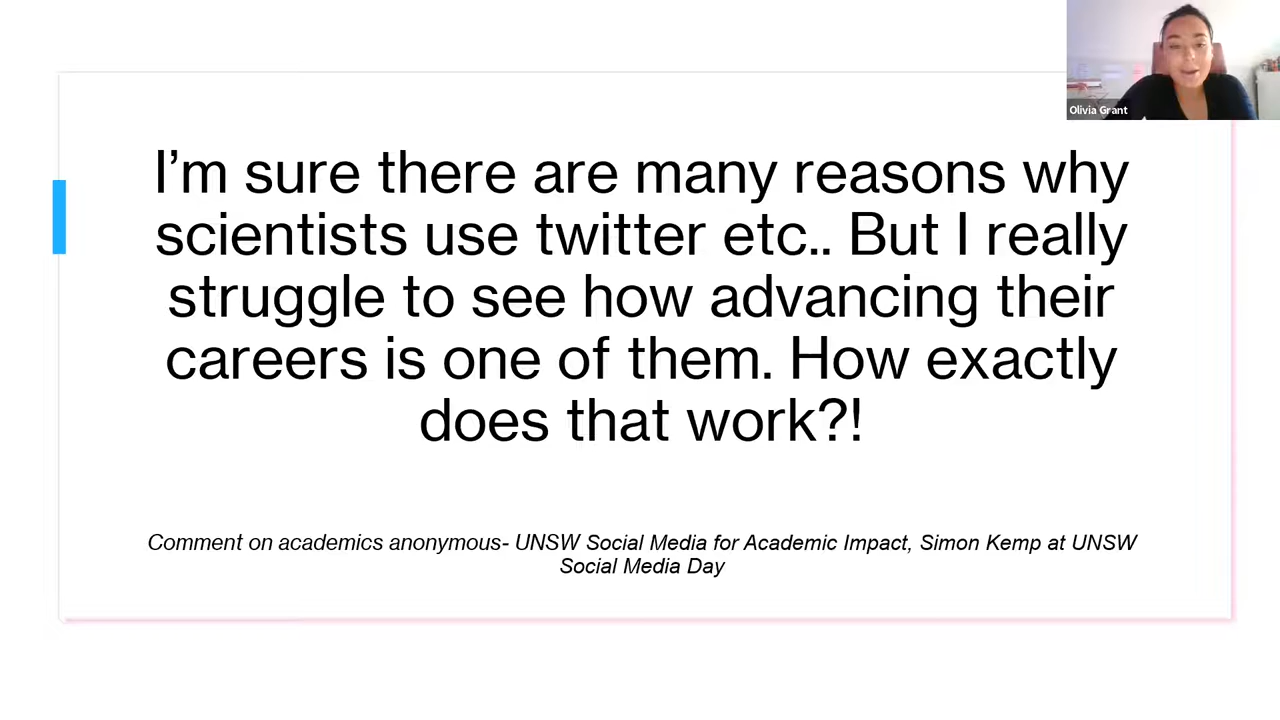 Olivia Grant
I’m sure there are many reasons why
scientists use twitter etc.. But I really
struggle to see how advancing their
careers is one of them. How exactly
does that work?!
Comment on academics anonymous- UNSW Social Media for Academic Impact, Simon Kemp at UNSW
Social Media Day